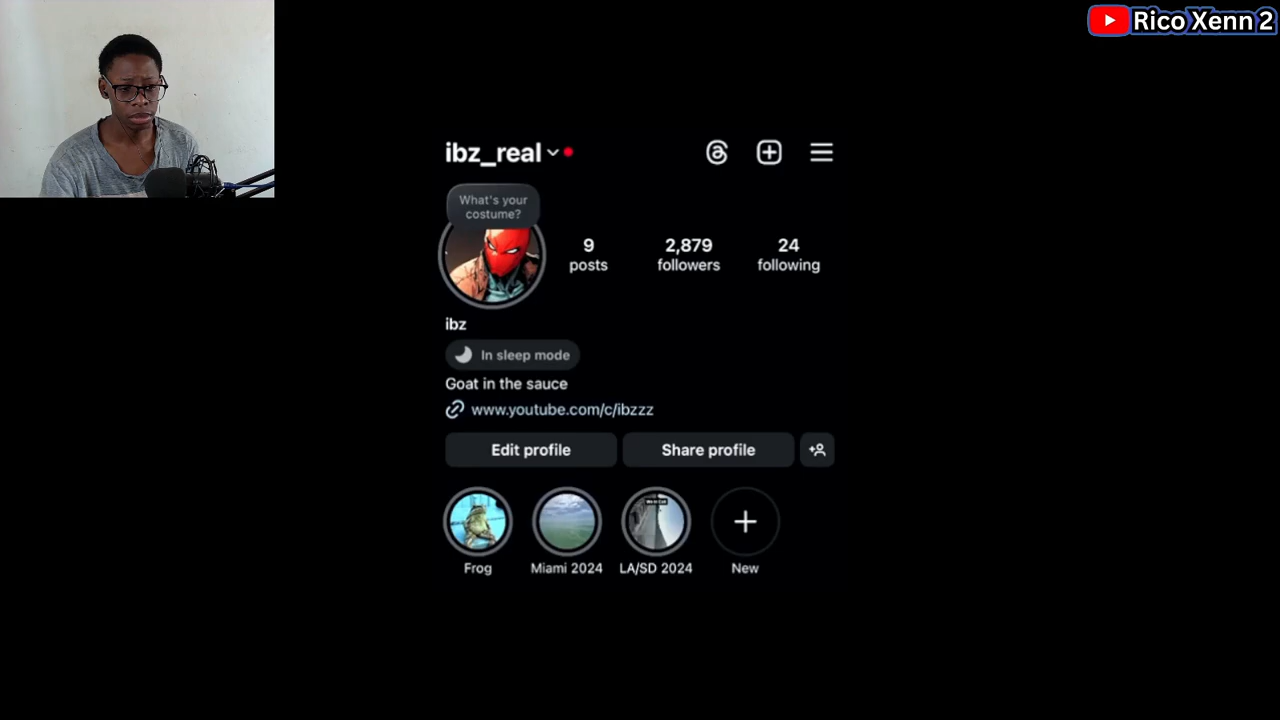 Rico Xenn 2
ibz_real
What's your
costume?
9
posts
2,879
followers
24
following
ibz
In sleep mode
Goat in the sauce
www.youtube.com/c/ibzzz
Edit profile
Share profile
Frog
Miami 2024
LA/SD 2024
New